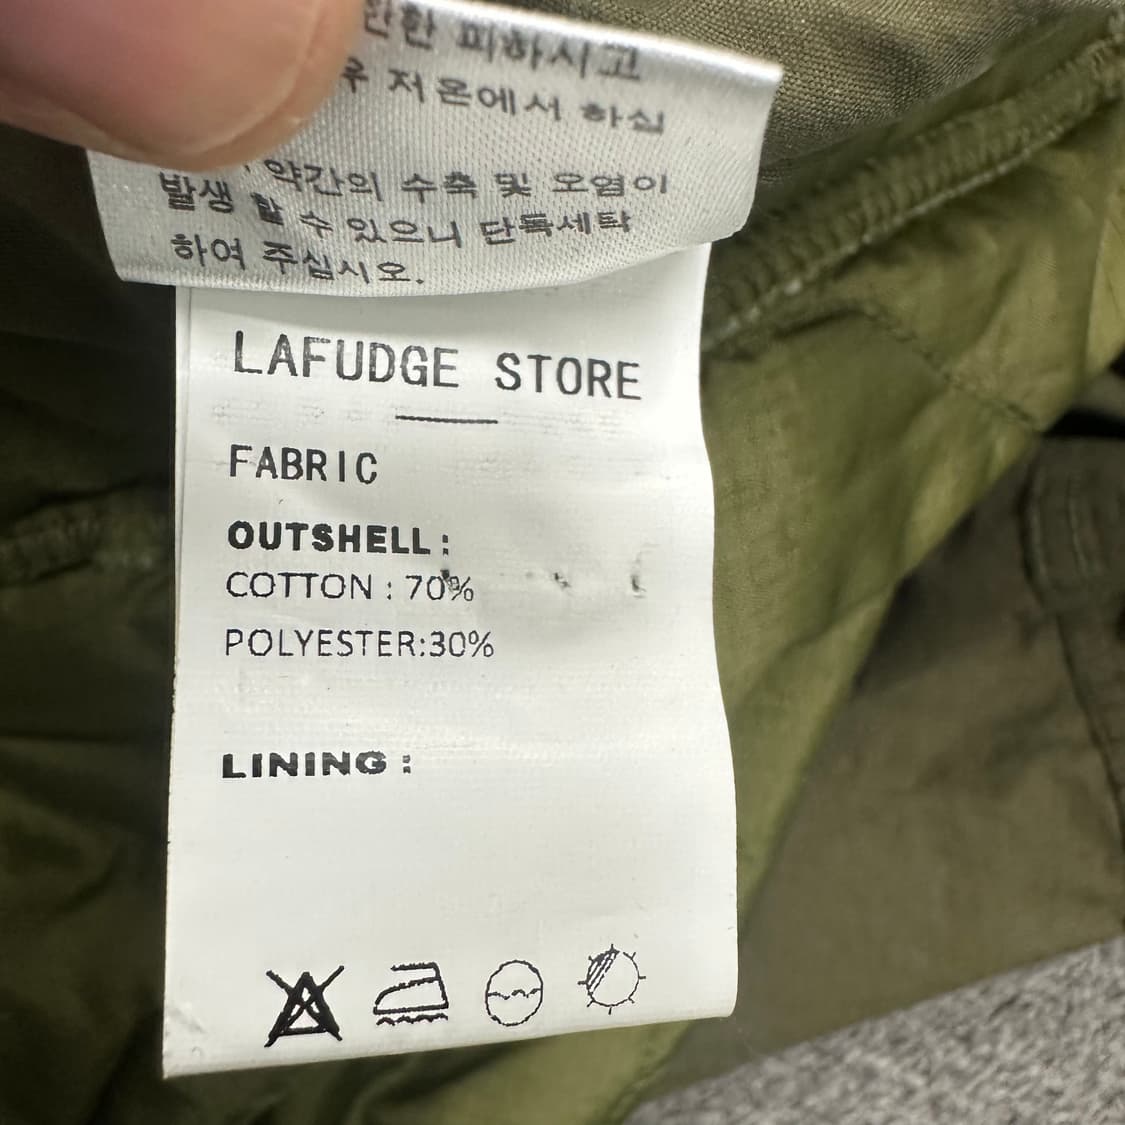 피하시고
저온에서 하십
약간의 수축 및 오염이
발생 할 수 있으니 단독세탁
하여 주십시오.
LAFUDGE STORE
FABRIC
OUTSHELL:
COTTON : 70%
POLYESTER:30%
LINING :